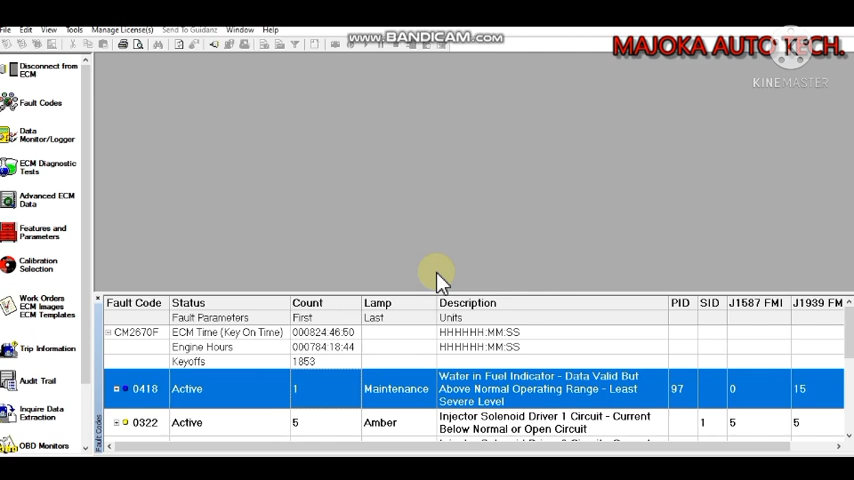 File Edit View Tools Manage License(s) Send To Guidanz Window Help
www.BANDICAM.com
MAJOKA AUTO TECH.
KINEMASTER
Disconnect from
ECM
Fault Codes
Data
Monitor/Logger
ECM Diagnostic
Tests
Advanced ECM
Data
Features and
Parameters
Calibration
Selection
Work Orders
ECM Images
ECM Templates
Trip Information
Audit Trail
Inquire Data
Extraction
OBD Monitors
Fault Codes
Fault Code Status Count Lamp Description PID SID J1587 FMI J1939 FM
Fault Parameters First Last Units
CM2670F ECM Time (Key On Time) 000824:46:50 HHHHHH:MM:SS
Engine Hours 000784:18:44 HHHHHH:MM:SS
Keyoffs 1853
0418 Active 1 Maintenance Water in Fuel Indicator - Data Valid But
Above Normal Operating Range - Least
Severe Level 97 0 15
0322 Active 5 Amber Injector Solenoid Driver 1 Circuit - Current
Below Normal or Open Circuit 1 5 5